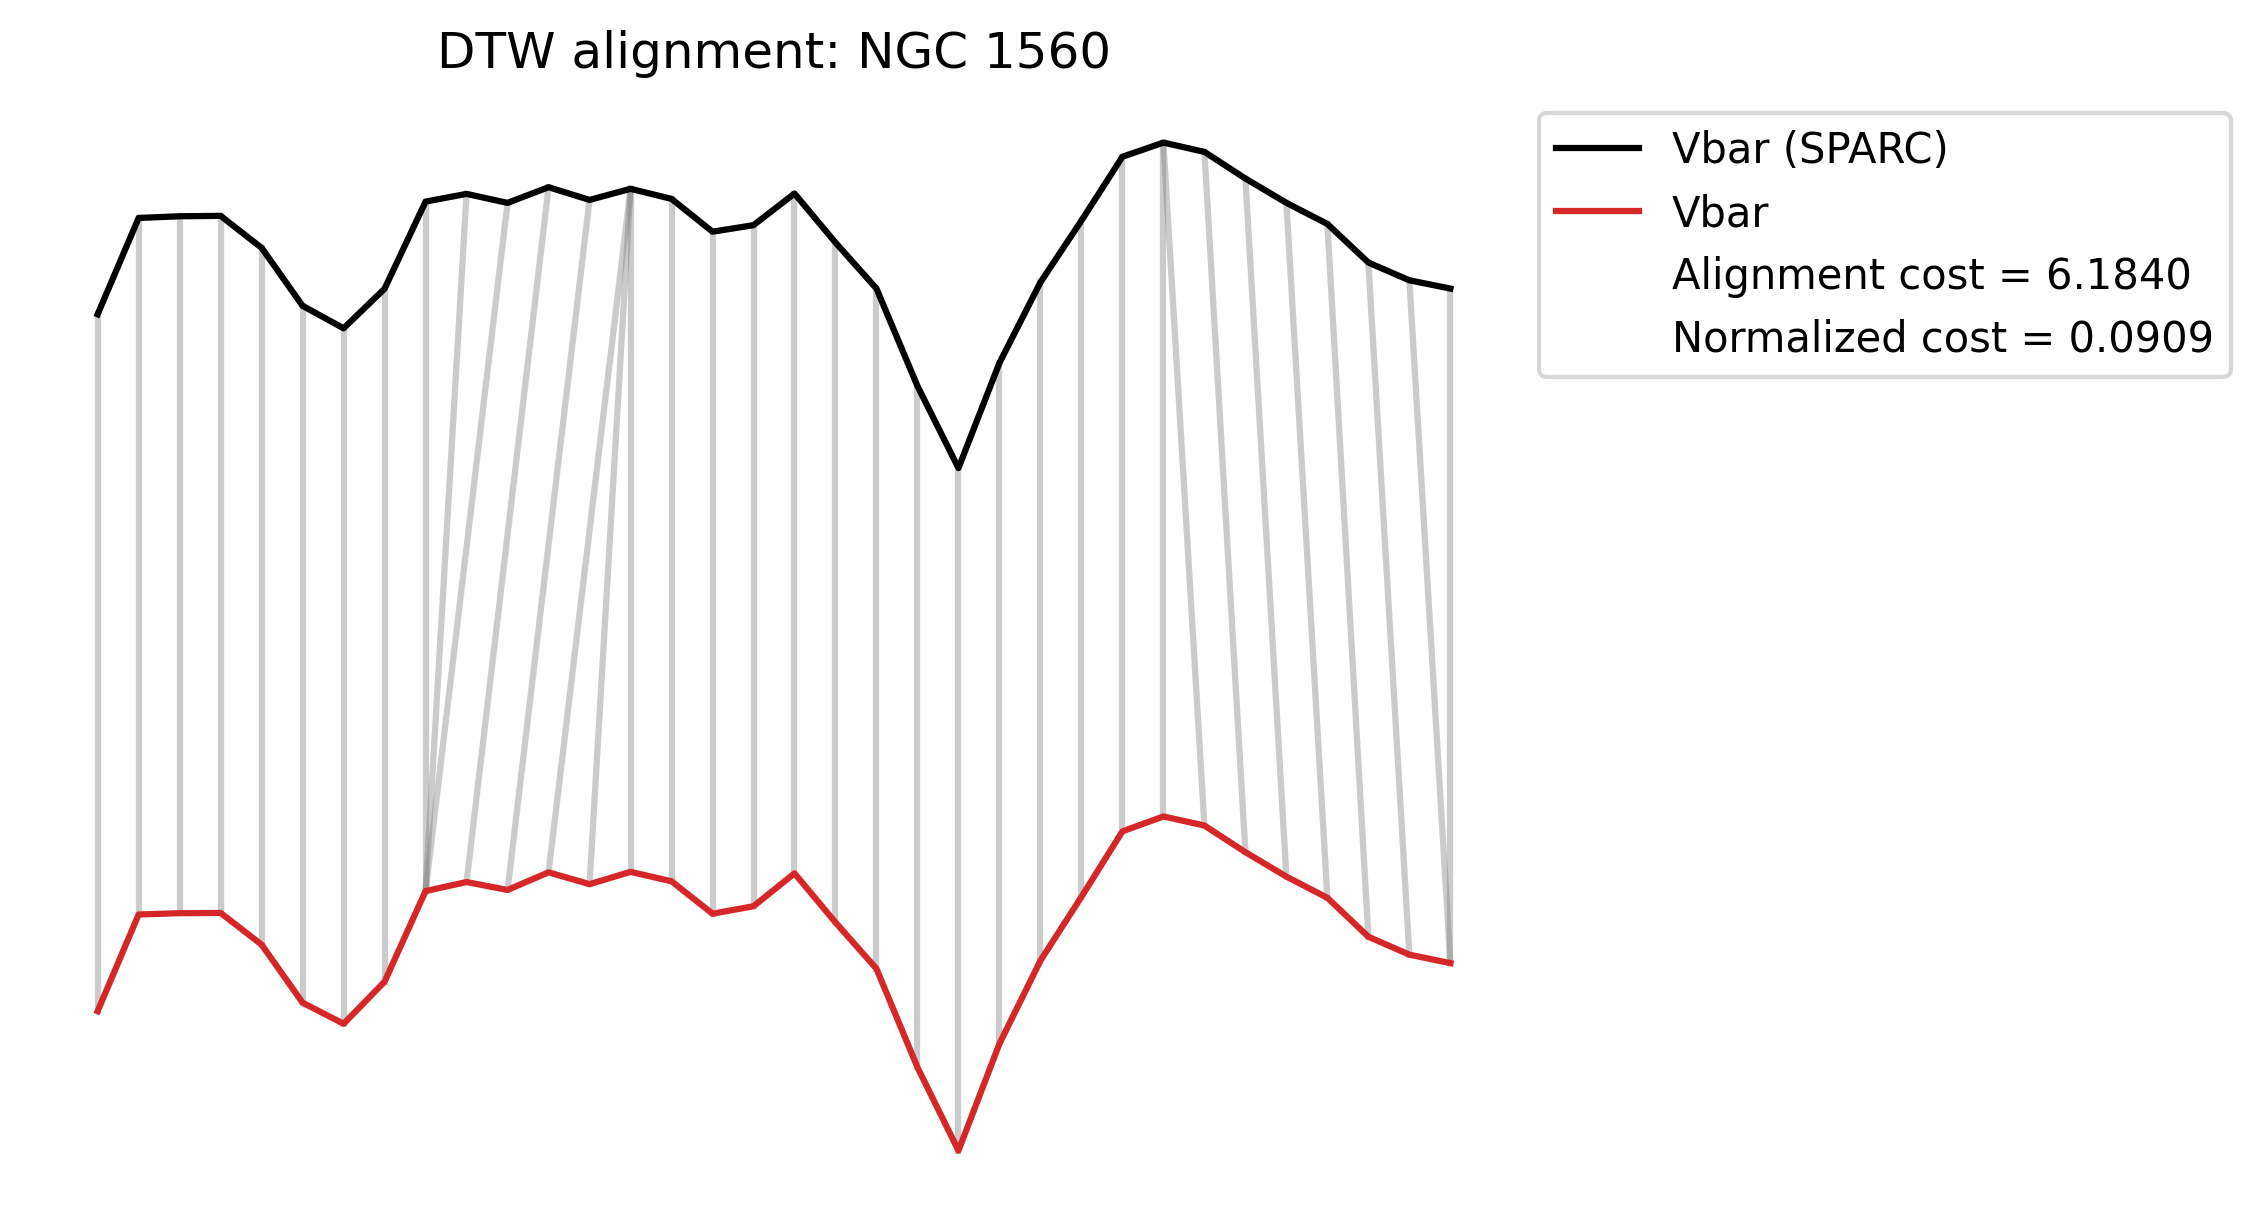 DTW alignment: NGC 1560
Vbar (SPARC)
Vbar
Alignment cost = 6.1840
Normalized cost = 0.0909